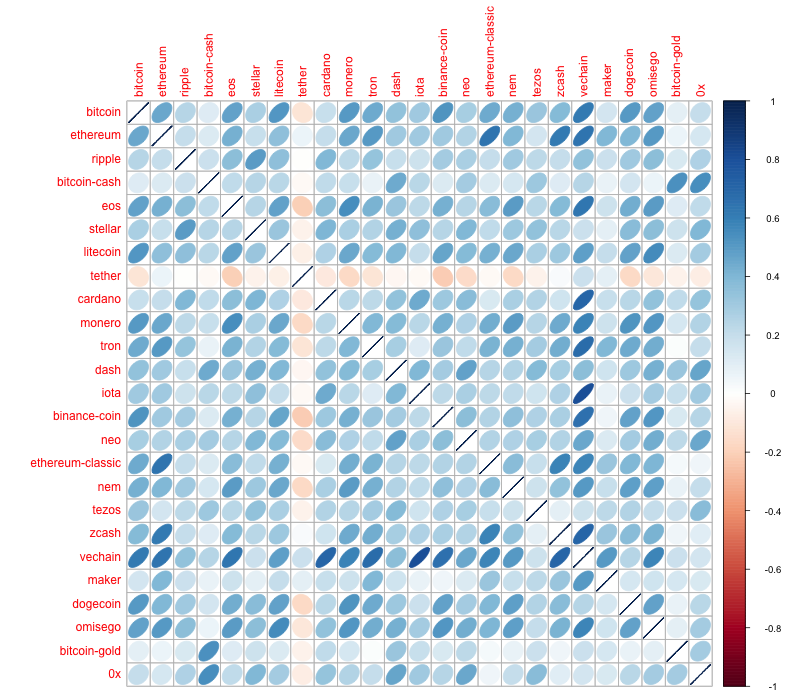 bitcoin
ethereum
ripple
bitcoin-cash
eos
stellar
litecoin
tether
cardano
monero
tron
dash
iota
binance-coin
neo
ethereum-classic
nem
tezos
zcash
vechain
maker
dogecoin
omisego
bitcoin-gold
0x
bitcoin
ethereum
ripple
bitcoin-cash
eos
stellar
litecoin
tether
cardano
monero
tron
dash
iota
binance-coin
neo
ethereum-classic
nem
tezos
zcash
vechain
maker
dogecoin
omisego
bitcoin-gold
0x
1
0.8
0.6
0.4
0.2
0
-0.2
-0.4
-0.6
-0.8
-1